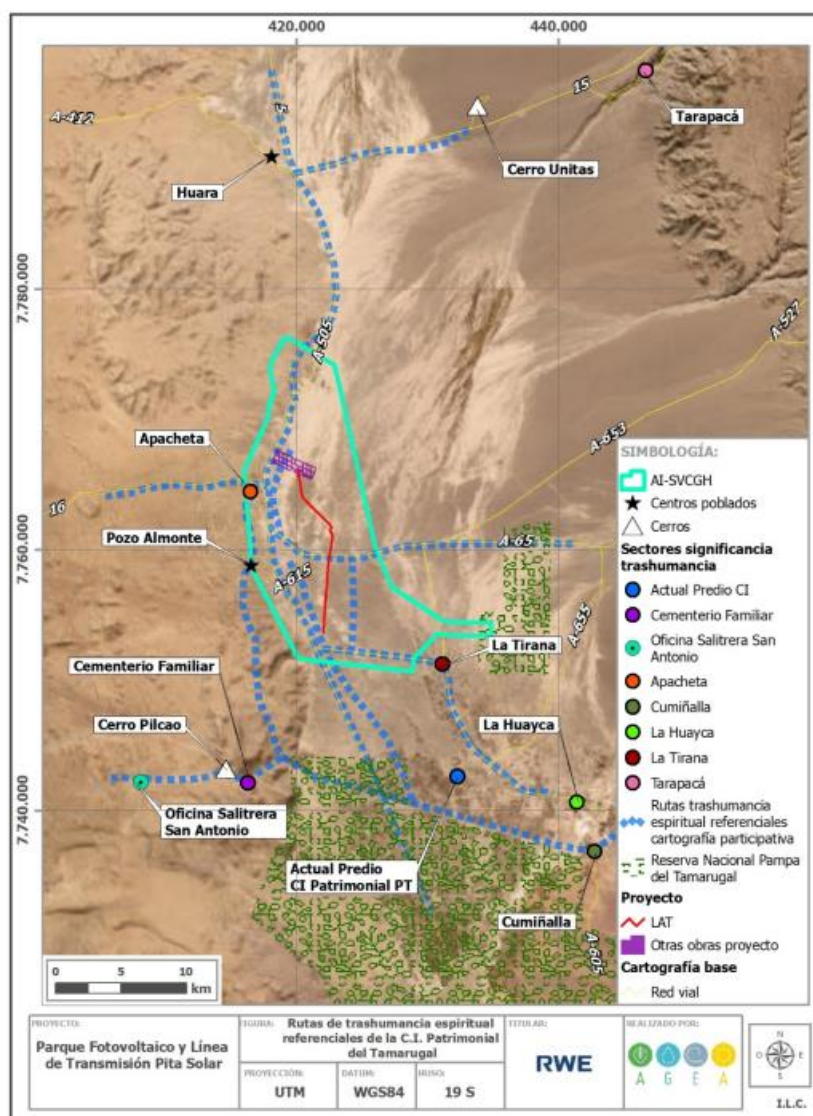 420.000
440.000
7.780.000
7.760.000
7.740.000
A-412
5
15
Tarapacá
Cerro Unitas
Huara
A-505
A-527
A-653
Apacheta
16
Pozo Almonte
A-65
A-615
A-655
La Tirana
Cementerio Familiar
La Huayca
Cerro Pilcao
Oficina Salitrera
San Antonio
Actual Predio
CI Patrimonial PT
Cumiñalla
A-605
SIMBOLOGÍA:
AI-SVCGH
Centros poblados
Cerros
Sectores significancia
trashumancia
Actual Predio CI
Cementerio Familiar
Oficina Salitrera San
Antonio
Apacheta
Cumiñalla
La Huayca
La Tirana
Tarapacá
Rutas trashumancia
espiritual referenciales
cartografía participativa
Reserva Nacional Pampa
del Tamarugal
Proyecto
LAT
Otras obras proyecto
Cartografía base
Red vial
0 5 10
km
PROYECTO:
Parque Fotovoltaico y Línea
de Transmisión Pita Solar
FIGURA: Rutas de trashumancia espiritual
referenciales de la C.I. Patrimonial
del Tamarugal
PROYECCIÓN:
UTM
DATUM:
WGS84
HUSO:
19 S
TITULAR:
RWE
REALIZADO POR:
A G E A
N
O E
S
I.L.C.